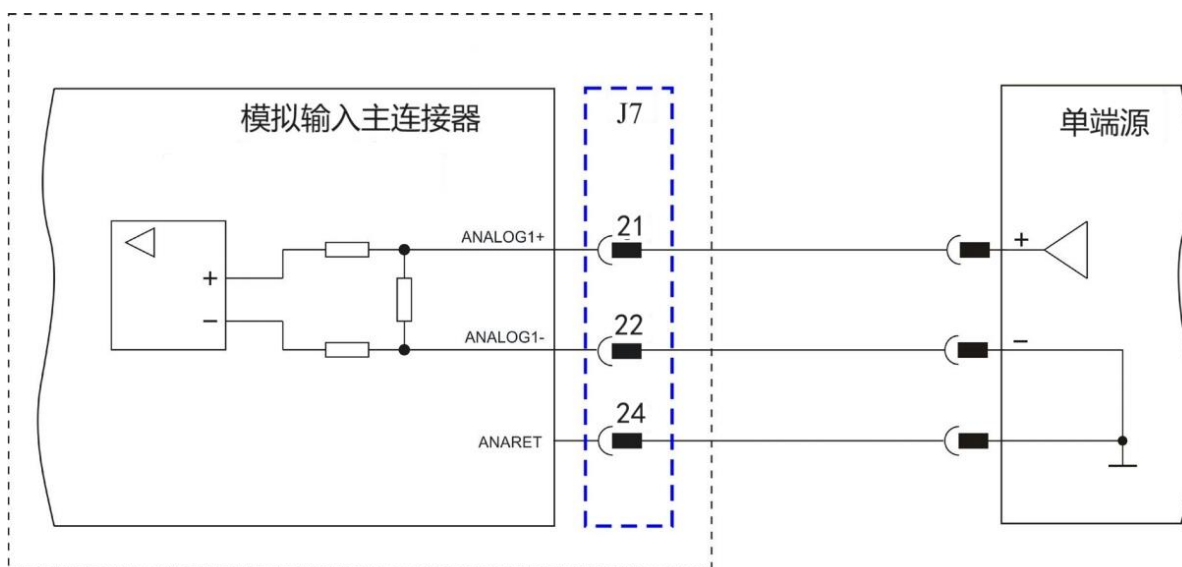 模拟输入主连接器
J7
单端源
21
ANALOG1+
+
+
−
22
ANALOG1-
−
24
ANARET